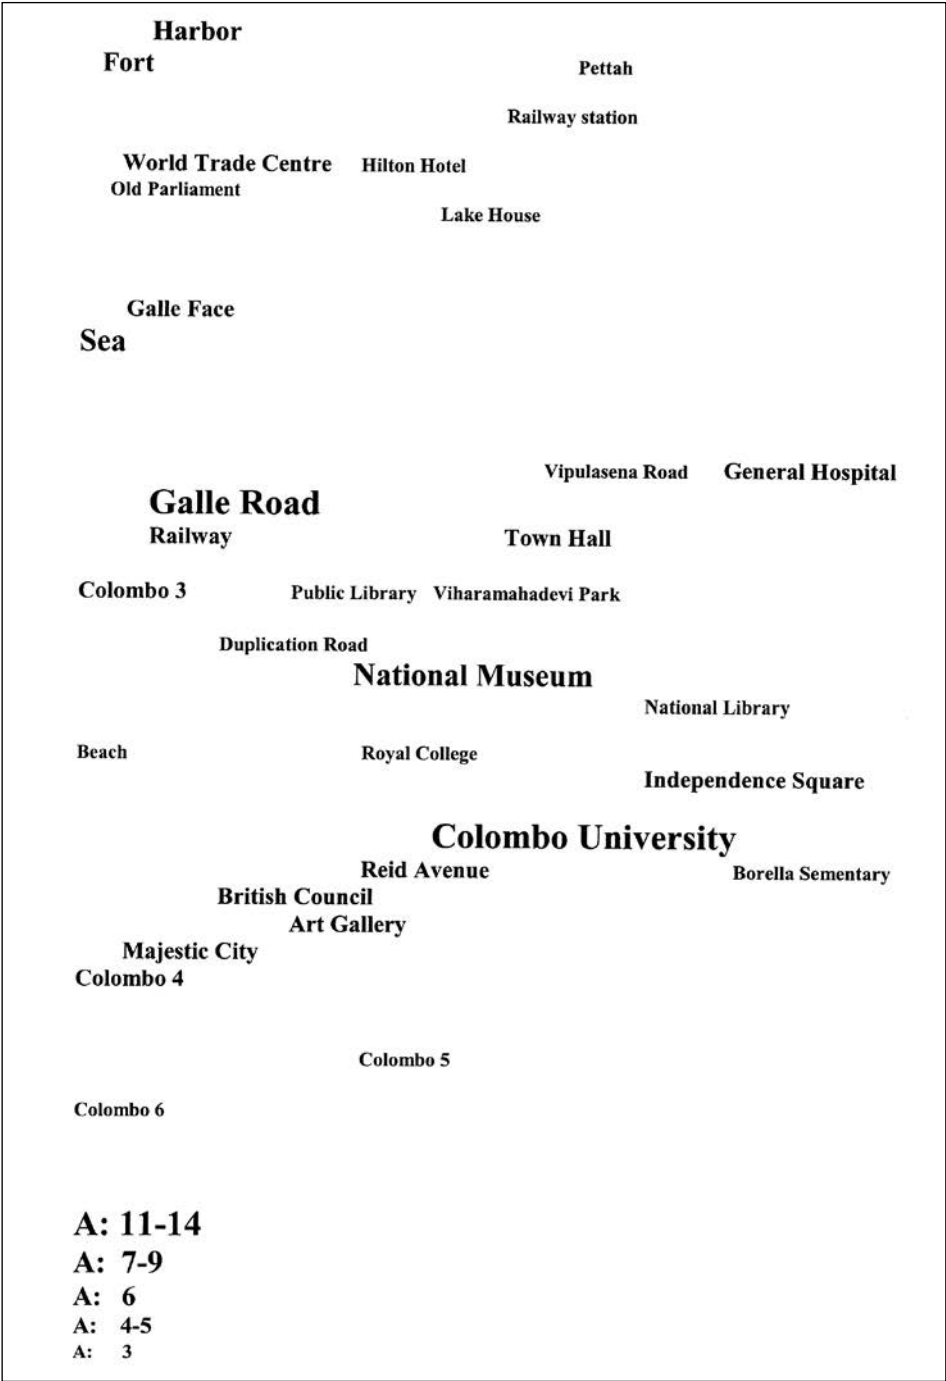 Harbor
Fort
Pettah
Railway station
World Trade Centre Hilton Hotel
Old Parliament
Lake House
Galle Face
Sea
Vipulasena Road General Hospital
Galle Road
Railway Town Hall
Colombo 3 Public Library Viharamahadevi Park
Duplication Road
National Museum
National Library
Beach Royal College
Independence Square
Colombo University
Reid Avenue Borella Sementary
British Council
Art Gallery
Majestic City
Colombo 4
Colombo 5
Colombo 6
A: 11-14
A: 7-9
A: 6
A: 4-5
A: 3